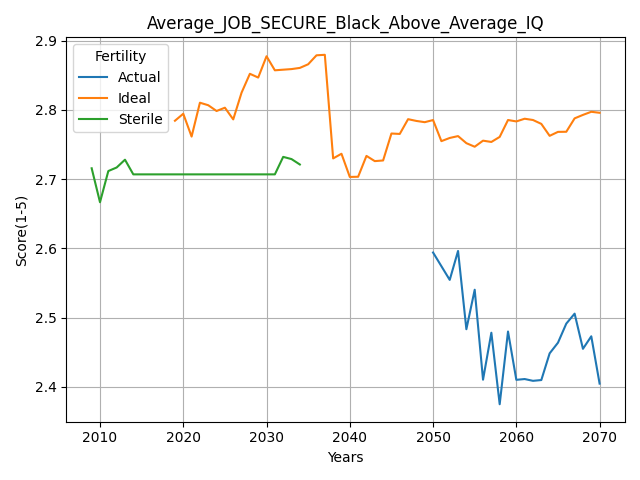 Average_JOB_SECURE_Black_Above_Average_IQ
Score(1-5)
2.9
2.8
2.7
2.6
2.5
2.4
Fertility
Actual
Ideal
Sterile
2010 2020 2030 2040 2050 2060 2070
Years